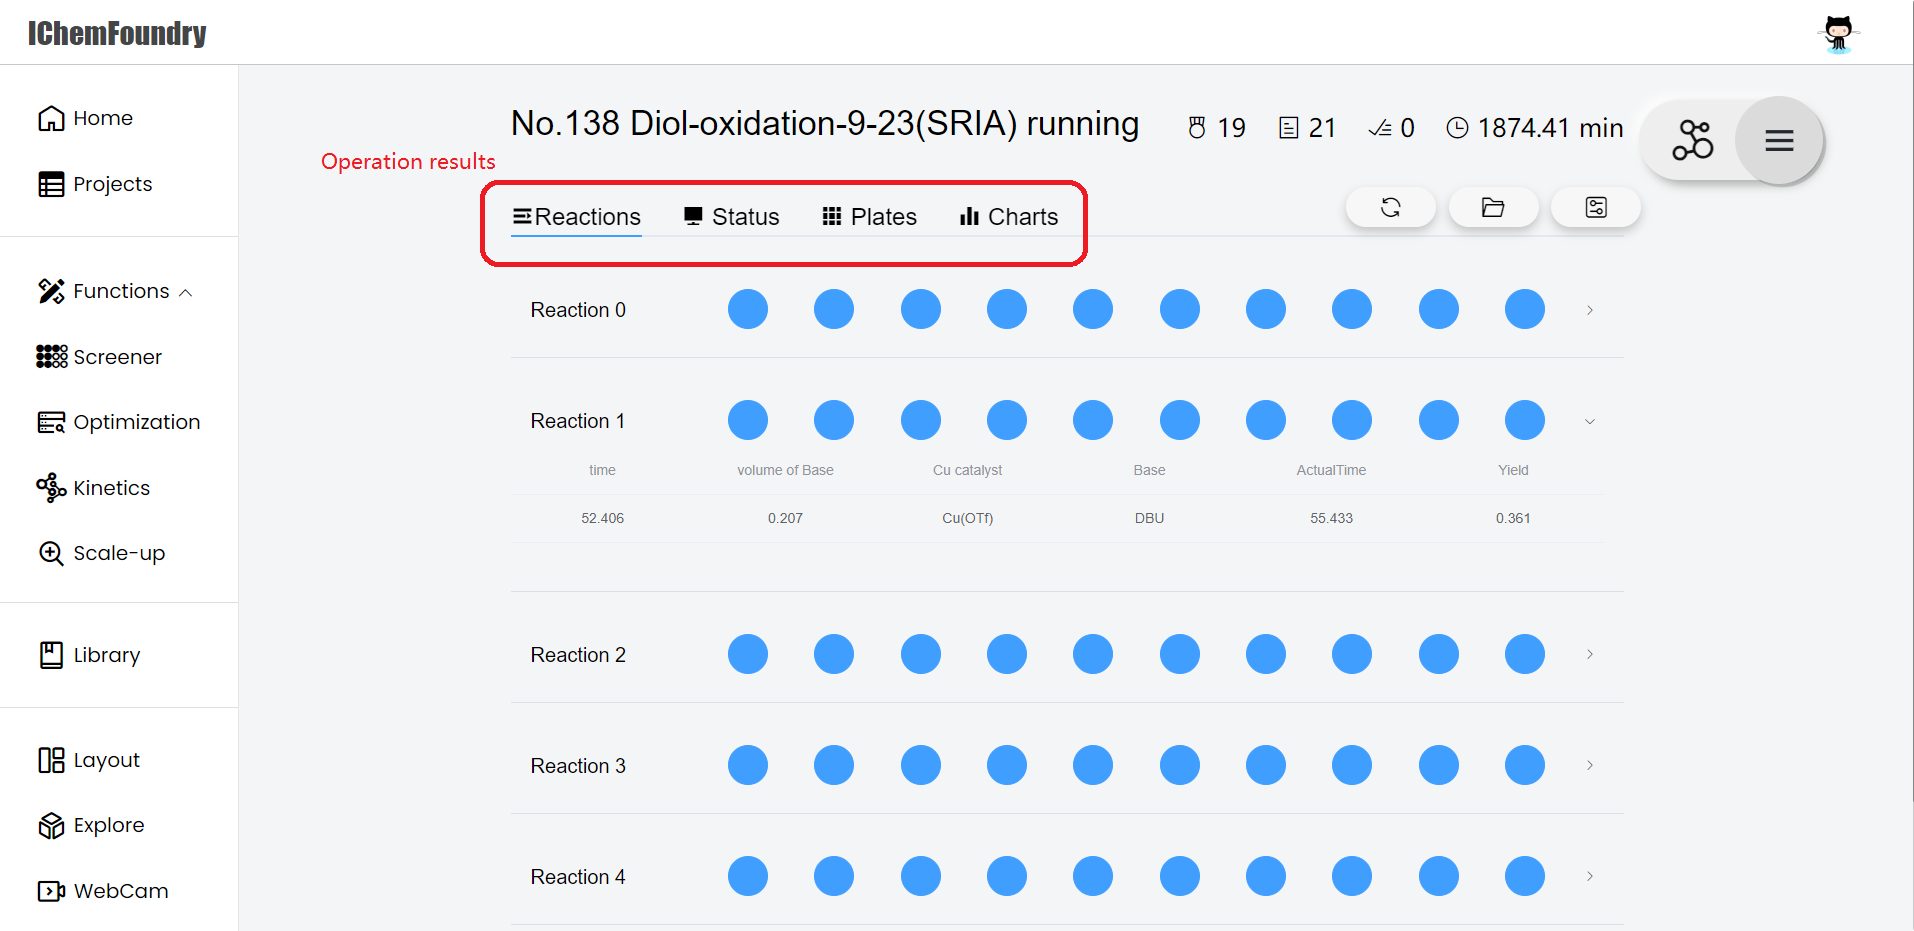 IChemFoundry
Home
Projects
Functions
Screener
Optimization
Kinetics
Scale-up
Library
Layout
Explore
WebCam
No.138 Diol-oxidation-9-23(SRIA) running 19 21 0 1874.41 min
Operation results
Reactions Status Plates Charts
Reaction 0
Reaction 1
time volume of Base Cu catalyst Base ActualTime Yield
52.406 0.207 Cu(OTf) DBU 55.433 0.361
Reaction 2
Reaction 3
Reaction 4